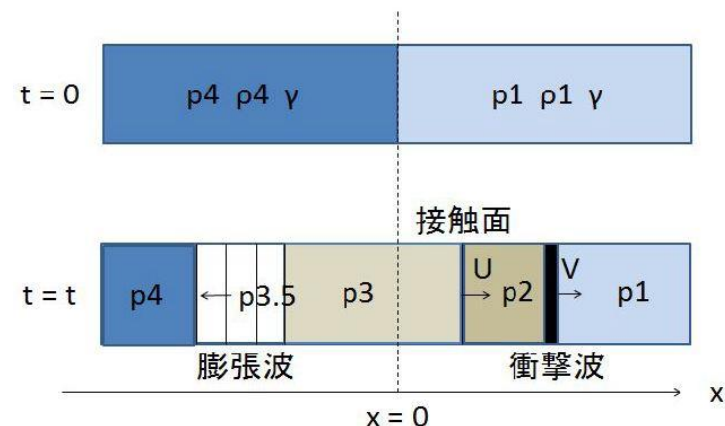 t = 0
p4 ρ4 γ
p1 ρ1 γ
接触面
t = t
p4
p3.5
p3
U
p2
V
p1
膨張波
衝撃波
x
x = 0